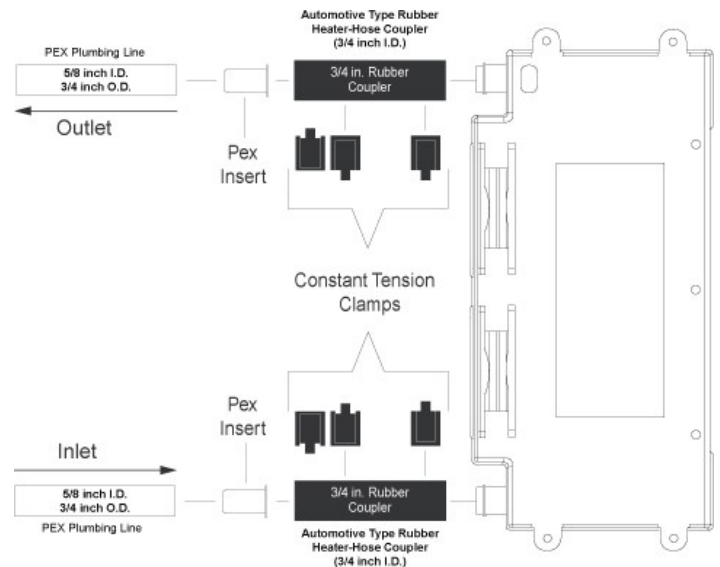 Automotive Type Rubber
Heater-Hose Coupler
(3/4 inch I.D.)
PEX Plumbing Line
5/8 inch I.D.
3/4 inch O.D.
3/4 in. Rubber
Coupler
Outlet
Pex
Insert
Constant Tension
Clamps
Pex
Insert
Inlet
5/8 inch I.D.
3/4 inch O.D.
PEX Plumbing Line
3/4 in. Rubber
Coupler
Automotive Type Rubber
Heater-Hose Coupler
(3/4 inch I.D.)